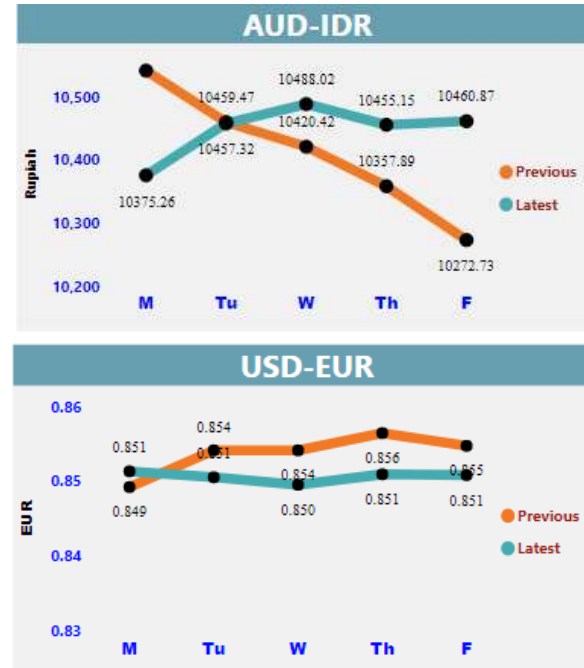 AUD-IDR
10,500
10,400
10,300
10,200
Rupiah
10459.47
10488.02
10455.15
10460.87
10457.32
10420.42
10357.89
10375.26
10272.73
Previous
Latest
M Tu W Th F
USD-EUR
0.86
0.85
0.84
0.83
EUR
0.854
0.851
0.851
0.854
0.856
0.849
0.850
0.851
0.851
Previous
Latest
M Tu W Th F